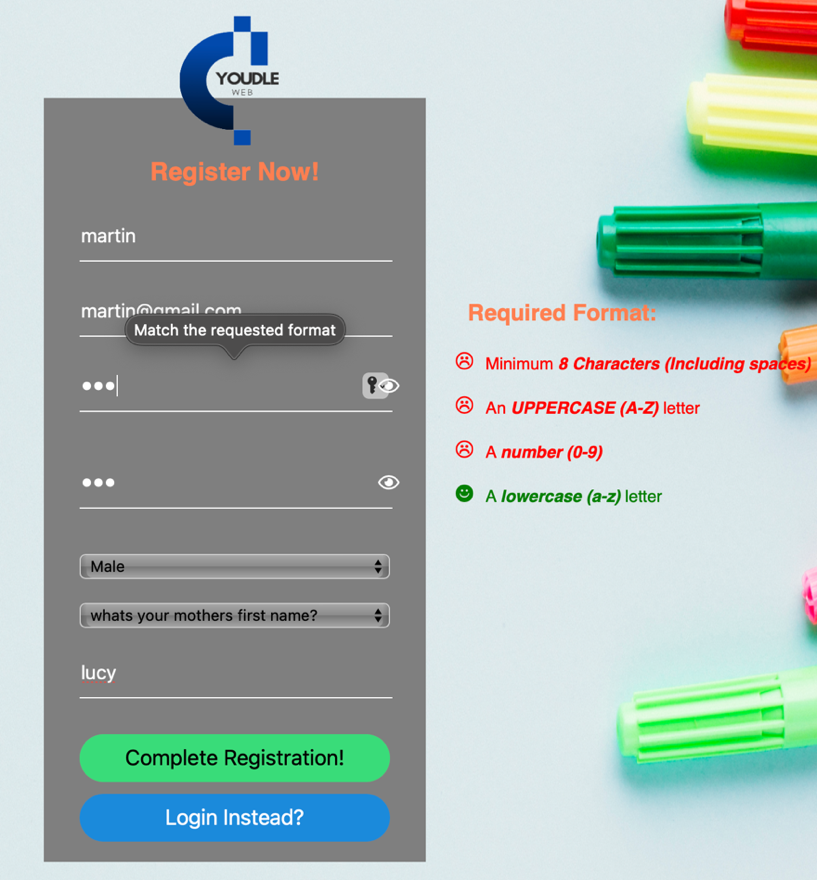 YOUDLE
WEB
Register Now!
martin
martin@gmail.com
Match the requested format
●●●
●●●
Male
whats your mothers first name?
lucy
Complete Registration!
Login Instead?
Required Format:
Minimum 8 Characters (Including spaces)
An UPPERCASE (A-Z) letter
A number (0-9)
A lowercase (a-z) letter